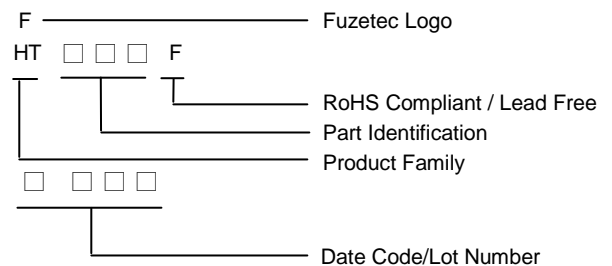 F Fuzetec Logo
HT □ □ □ F
RoHS Compliant / Lead Free
Part Identification
Product Family
□ □ □ □
Date Code/Lot Number